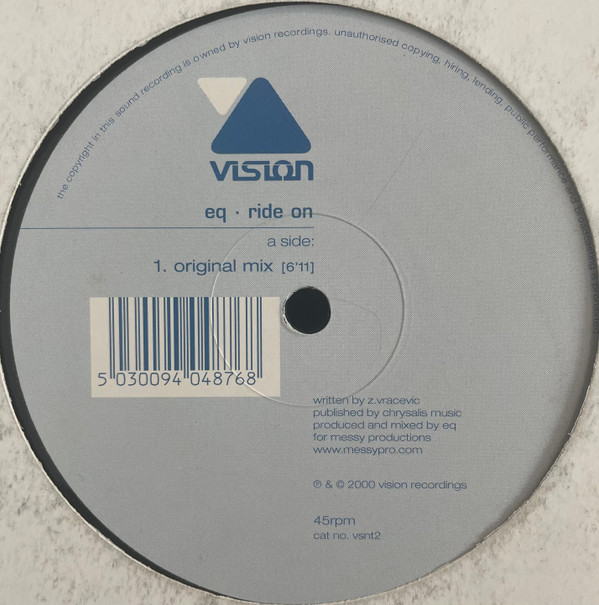 the copyright in this sound recording is owned by vision recordings. unauthorised copying, hiring, lending, public performance
VISION
eq · ride on
a side:
1. original mix [6'11]
5 030094 048768
written by z.vracevic
published by chrysalis music
produced and mixed by eq
for messy productions
www.messypro.com
℗ & © 2000 vision recordings
45rpm
cat no. vsnt2